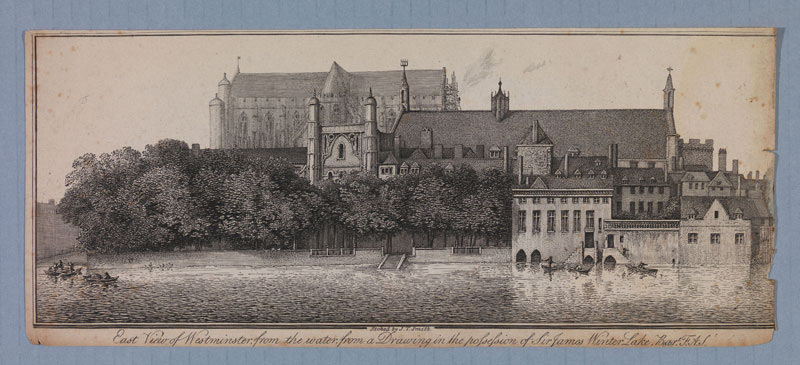 Etched by J. T. Smith.
East View of Westminster, from the water, from a Drawing in the possession of Sir James Winter Lake, Bar.t F.A.S.